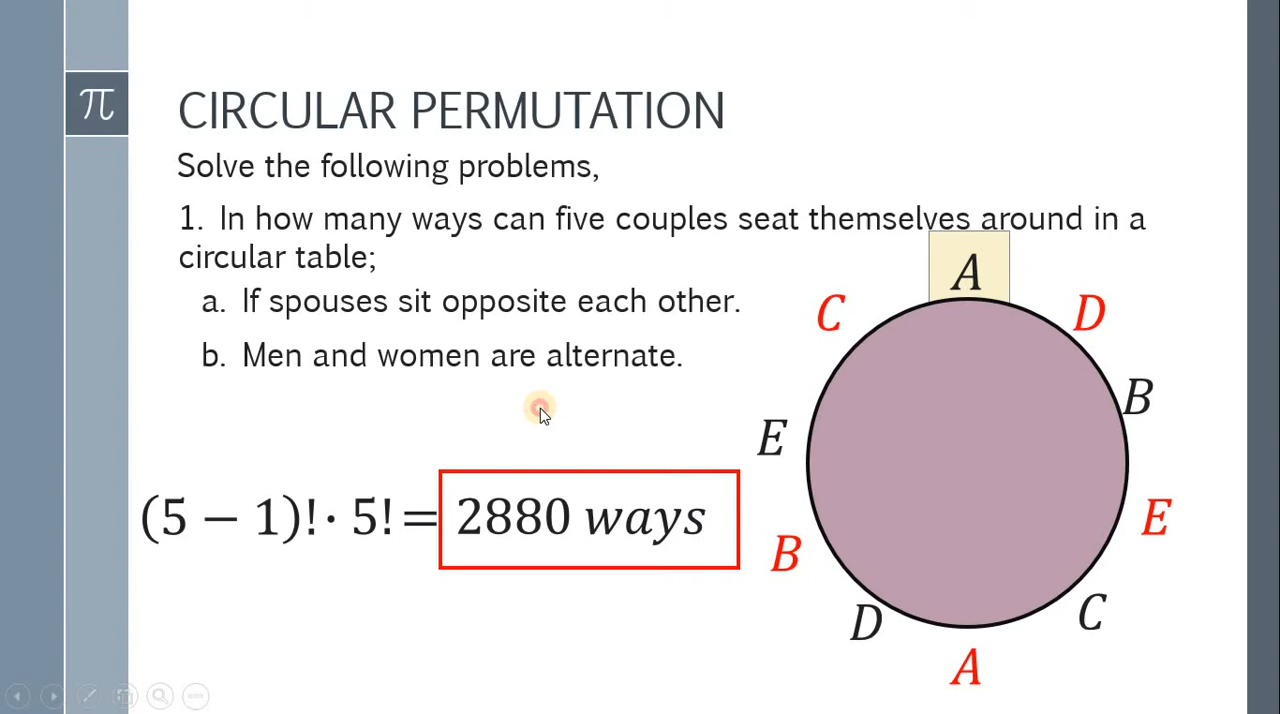 π
CIRCULAR PERMUTATION
Solve the following problems,
1. In how many ways can five couples seat themselves around in a
circular table;
a. If spouses sit opposite each other.
b. Men and women are alternate.
(5 − 1)! · 5! = 2880 ways
A
C
D
B
E
E
B
C
D
A